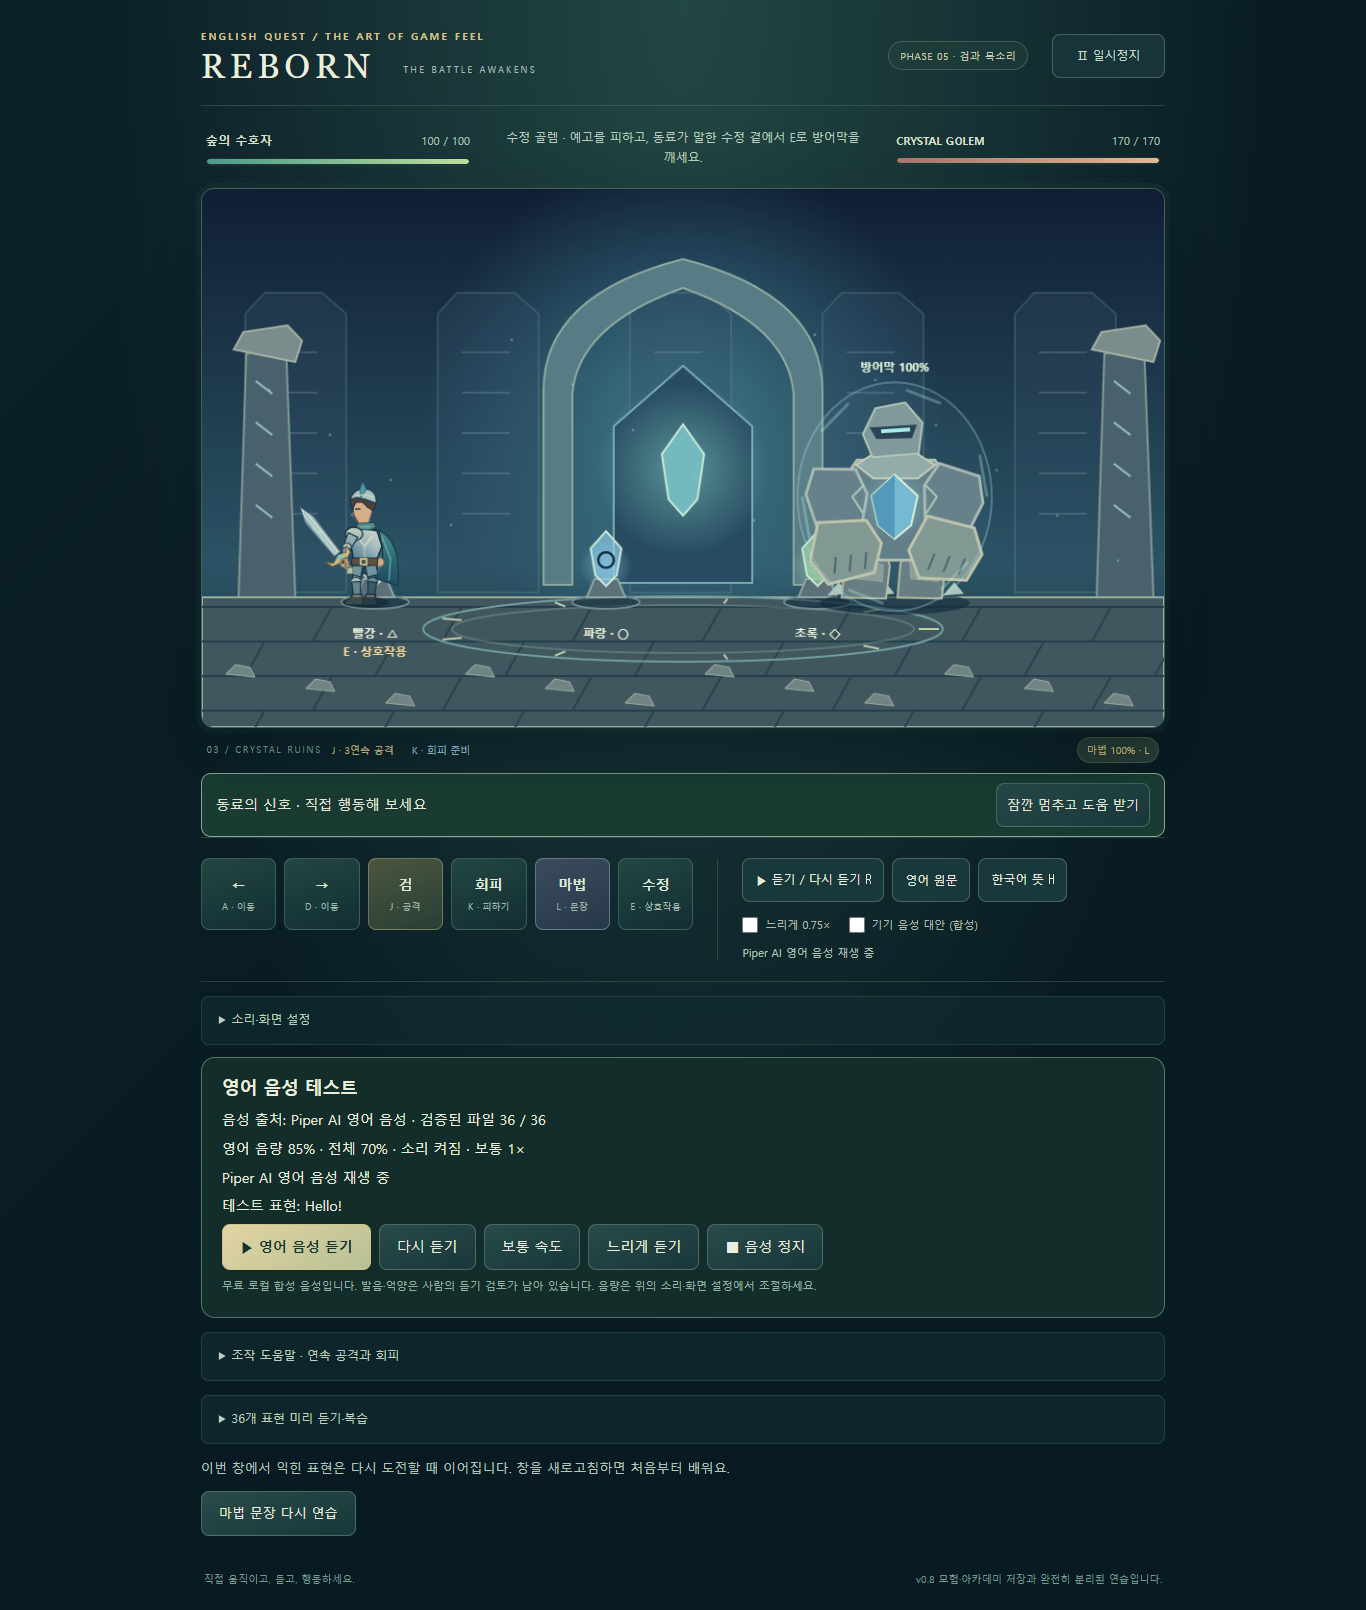 ENGLISH QUEST / THE ART OF GAME FEEL
REBORN
THE BATTLE AWAKENS
PHASE 05 · 검과 목소리
Ⅱ 일시정지
숲의 수호자
100 / 100
수정 골렘 · 예고를 피하고, 동료가 말한 수정 곁에서 E로 방어막을
깨세요.
CRYSTAL GOLEM
170 / 170
방어막 100%
빨강 · △
E · 상호작용
파랑 · ○
초록 · ◇
03 / CRYSTAL RUINS
J · 3연속 공격
K · 회피 준비
마법 100% · L
동료의 신호 · 직접 행동해 보세요
잠깐 멈추고 도움 받기
←
A · 이동
→
D · 이동
검
J · 공격
회피
K · 피하기
마법
L · 문장
수정
E · 상호작용
▶ 듣기 / 다시 듣기 R
영어 원문
한국어 뜻 H
느리게 0.75×
기기 음성 대안 (합성)
Piper AI 영어 음성 재생 중
▶ 소리·화면 설정
영어 음성 테스트
음성 출처: Piper AI 영어 음성 · 검증된 파일 36 / 36
영어 음량 85% · 전체 70% · 소리 켜짐 · 보통 1×
Piper AI 영어 음성 재생 중
테스트 표현: Hello!
▶ 영어 음성 듣기
다시 듣기
보통 속도
느리게 듣기
■ 음성 정지
무료 로컬 합성 음성입니다. 발음·억양은 사람의 듣기 검토가 남아 있습니다. 음량은 위의 소리·화면 설정에서 조절하세요.
▶ 조작 도움말 · 연속 공격과 회피
▶ 36개 표현 미리 듣기·복습
이번 창에서 익힌 표현은 다시 도전할 때 이어집니다. 창을 새로고침하면 처음부터 배워요.
마법 문장 다시 연습
직접 움직이고, 듣고, 행동하세요.
v0.8 모험·아카데미 저장과 완전히 분리된 연습입니다.